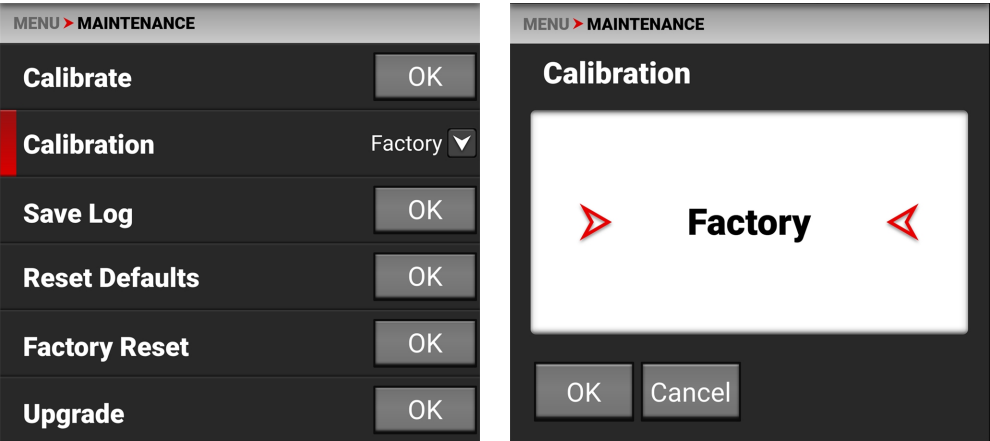 MENU > MAINTENANCE
Calibrate OK
Calibration Factory
Save Log OK
Reset Defaults OK
Factory Reset OK
Upgrade OK
MENU > MAINTENANCE
Calibration
Factory
OK Cancel